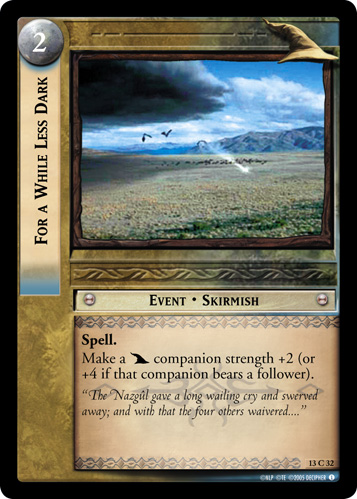 2
FOR A WHILE LESS DARK
EVENT • SKIRMISH
Spell.
Make a companion strength +2 (or
+4 if that companion bears a follower).
“The Nazgûl gave a long wailing cry and swerved
away; and with that the four others waivered....”
13 C 32
©NLP ™TE ©2005 DECIPHER